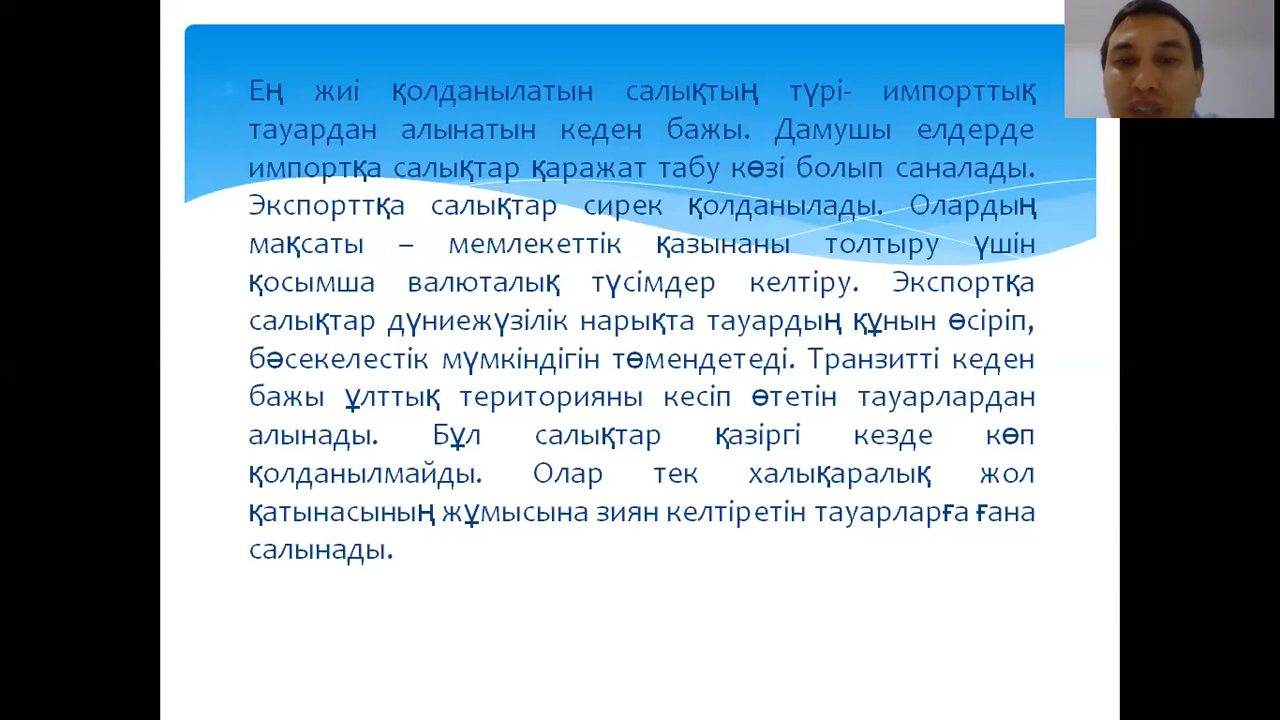 Ең жиі қолданылатын салықтың түрі- импорттық
тауардан алынатын кеден бажы. Дамушы елдерде
импортқа салықтар қаражат табу көзі болып саналады.
Экспорттқа салықтар сирек қолданылады. Олардың
мақсаты – мемлекеттік қазынаны толтыру үшін
қосымша валюталық түсімдер келтіру. Экспортқа
салықтар дүниежүзілік нарықта тауардың құнын өсіріп,
бәсекелестік мүмкіндігін төмендетеді. Транзитті кеден
бажы ұлттық територияны кесіп өтетін тауарлардан
алынады. Бұл салықтар қазіргі кезде көп
қолданылмайды. Олар тек халықаралық жол
қатынасының жұмысына зиян келтіретін тауарларға ғана
салынады.